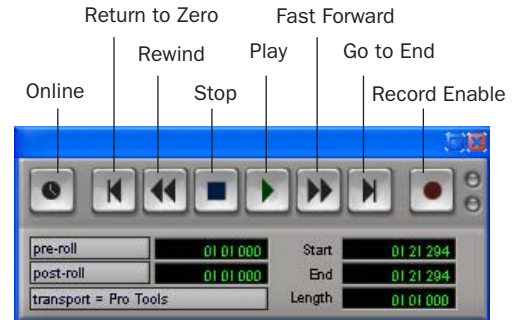 Return to Zero Fast Forward
Rewind Play Go to End
Online Stop Record Enable
pre-roll 01 01 000 Start 01 21 294
post-roll 01 01 000 End 01 21 294
transport = Pro Tools Length 01 01 000